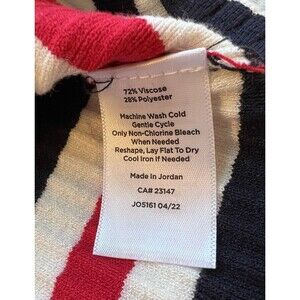 72% Viscose
28% Polyester
Machine Wash Cold
Gentle Cycle
Only Non-Chlorine Bleach
When Needed
Reshape, Lay Flat To Dry
Cool Iron If Needed
Made in Jordan
CA# 23147
JO5161 04/22